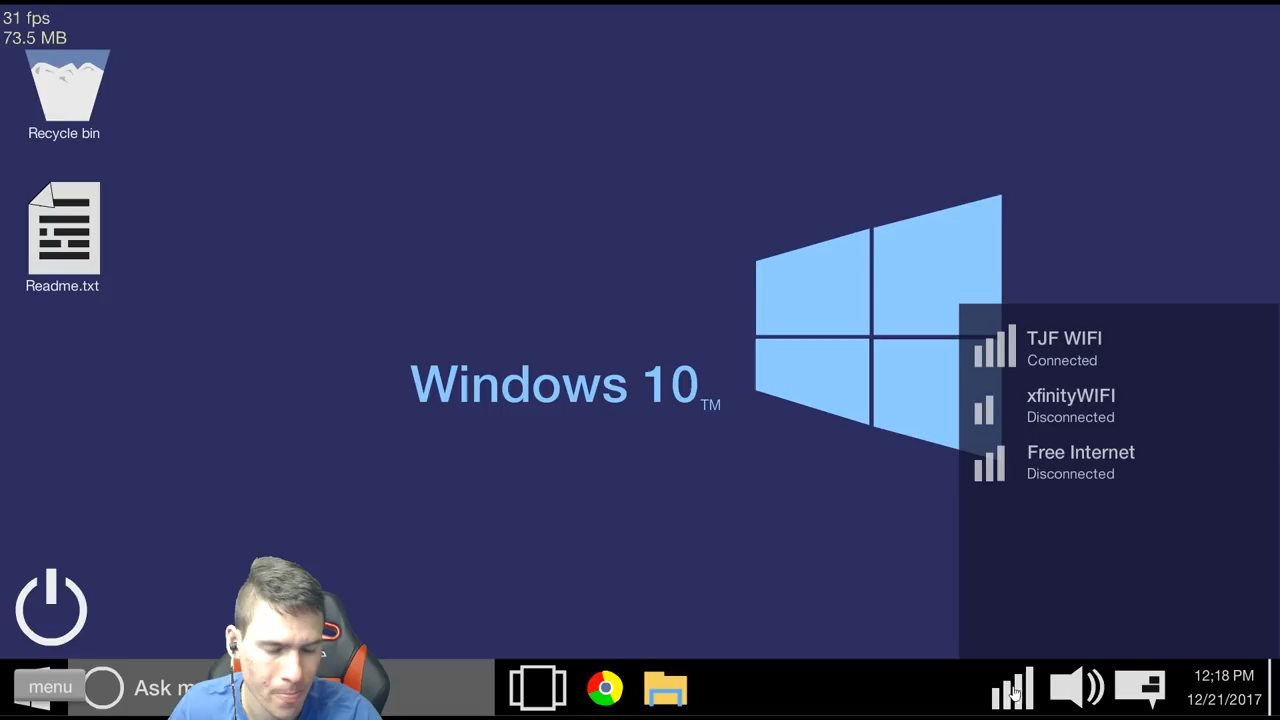 31 fps
73.5 MB
Recycle bin
Readme.txt
Windows 10
TM
TJF WIFI
Connected
xfinityWIFI
Disconnected
Free Internet
Disconnected
menu
Ask
12;18 PM
12/21/2017